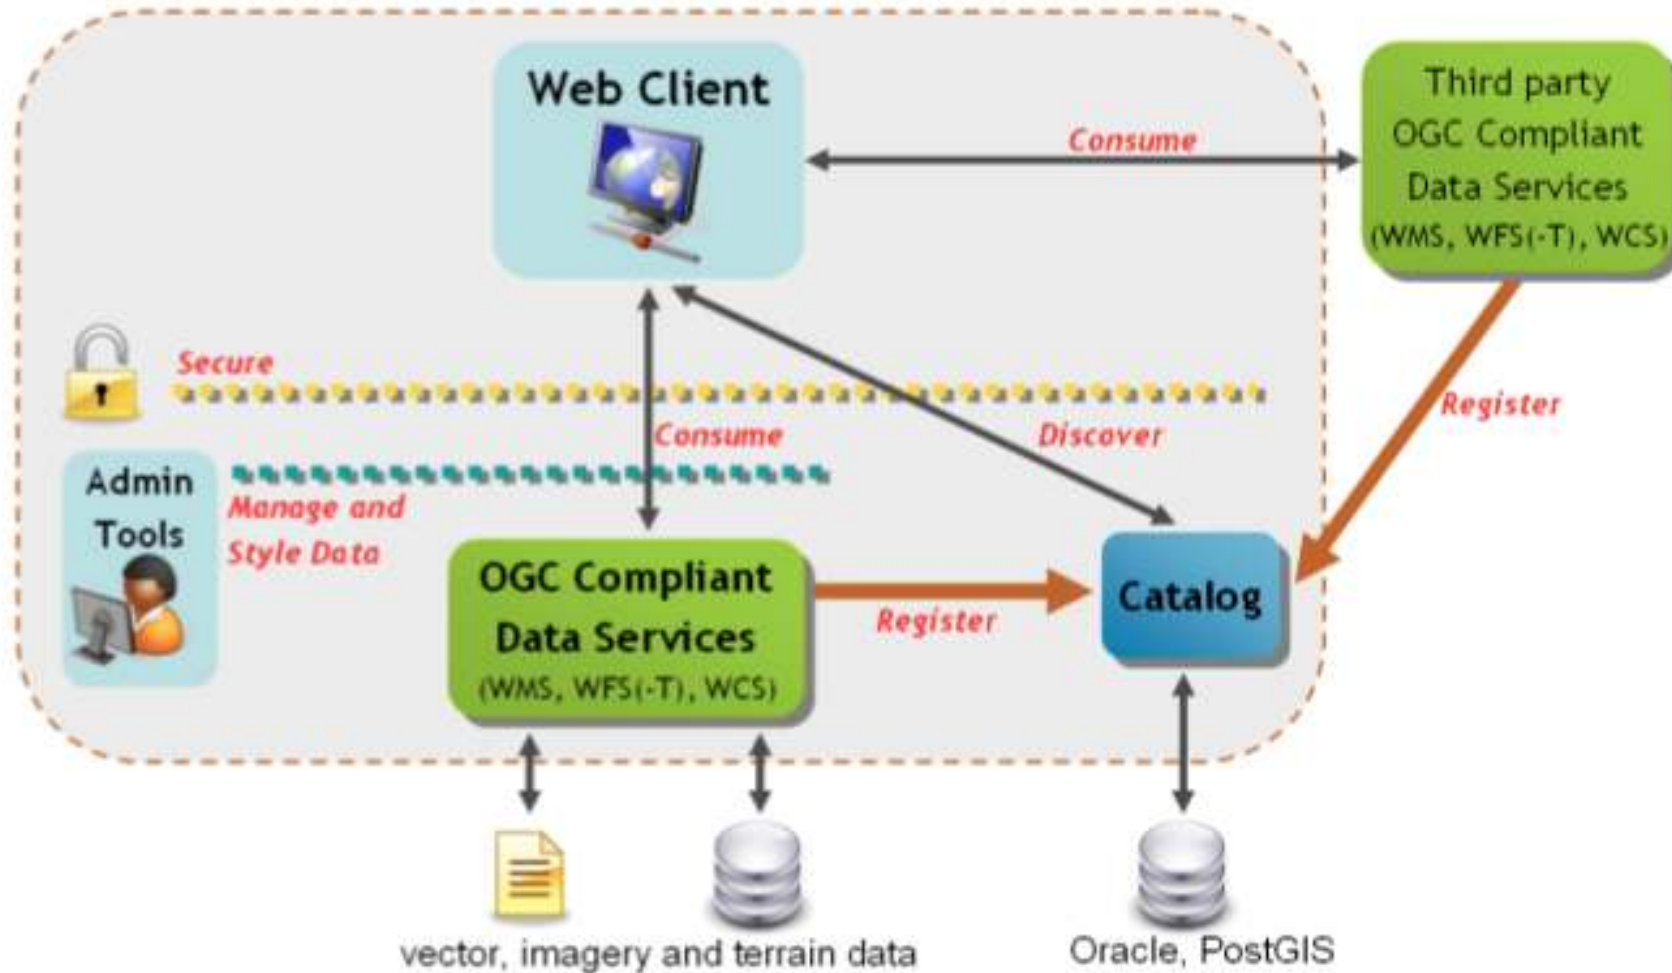 Web Client
Third party
OGC Compliant
Data Services
(WMS, WFS(-T), WCS)
Consume
Secure
Register
Consume
Discover
Admin
Tools
Manage and
Style Data
OGC Compliant
Data Services
(WMS, WFS(-T), WCS)
Register
Catalog
vector, imagery and terrain data
Oracle, PostGIS